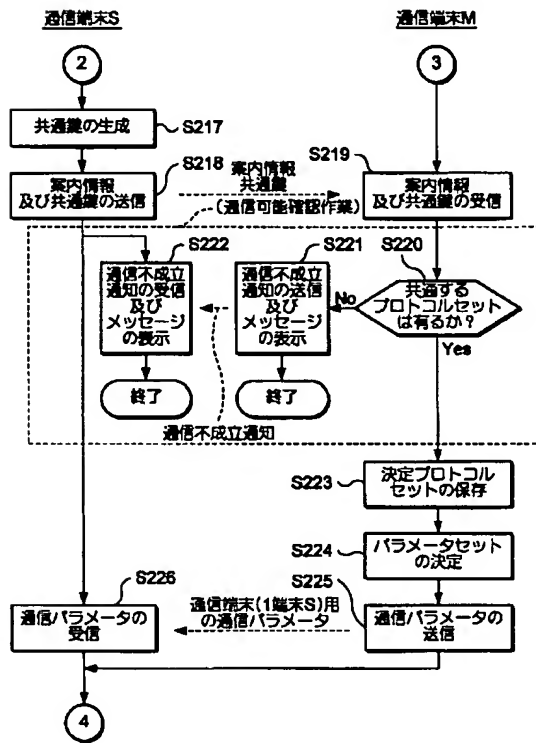 通信端末S
通信端末M
2
3
共通鍵の生成
S217
S218
案内情報
及び共通鍵の送信
案内情報
共通鍵
S219
案内情報
及び共通鍵の受信
(通信可能確認作業)
S222
通信不成立
通知の受信
及び
メッセージ
の表示
S221
通信不成立
通知の送信
及び
メッセージ
の表示
S220
共通する
プロトコルセット
は有るか?
No
Yes
終了
終了
通信不成立通知
S223
決定プロトコル
セットの保存
S224
パラメータセット
の決定
S225
通信パラメータの
送信
S226
通信パラメータの
受信
通信端末(1端末S)用
の通信パラメータ
4